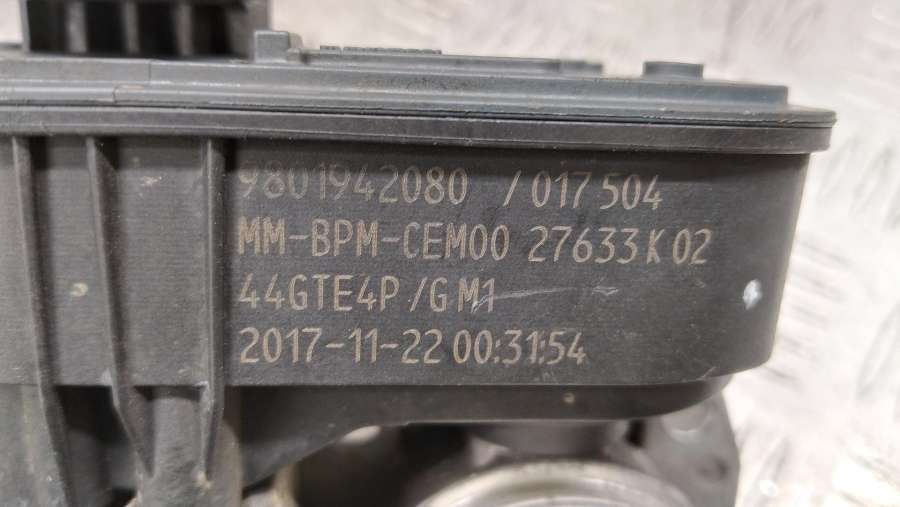 9801942080 /017 504
MM-BPM-CEM00 27633 K 02
44GTE4P /G M1
2017-11-22 00:31:54